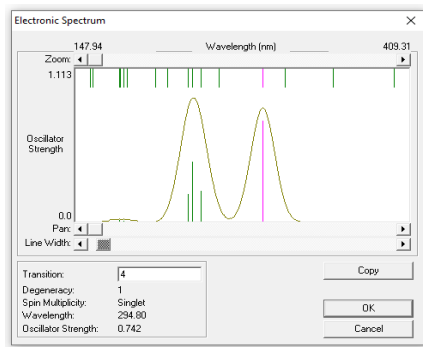 Electronic Spectrum
147.94 Wavelength (nm) 409.31
Zoom:
1.113
Oscillator
Strength
0.0
Pan:
Line Width:
Transition: 4 Copy
Degeneracy: 1
Spin Multiplicity: Singlet
Wavelength: 294.80 OK
Oscillator Strength: 0.742 Cancel